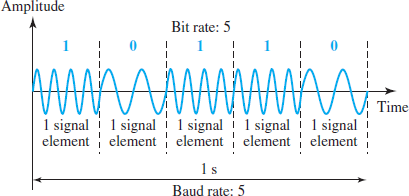 Amplitude
Bit rate: 5
1 0 1 1 0
Time
1 signal element 1 signal element 1 signal element 1 signal element 1 signal element
1 s
Baud rate: 5